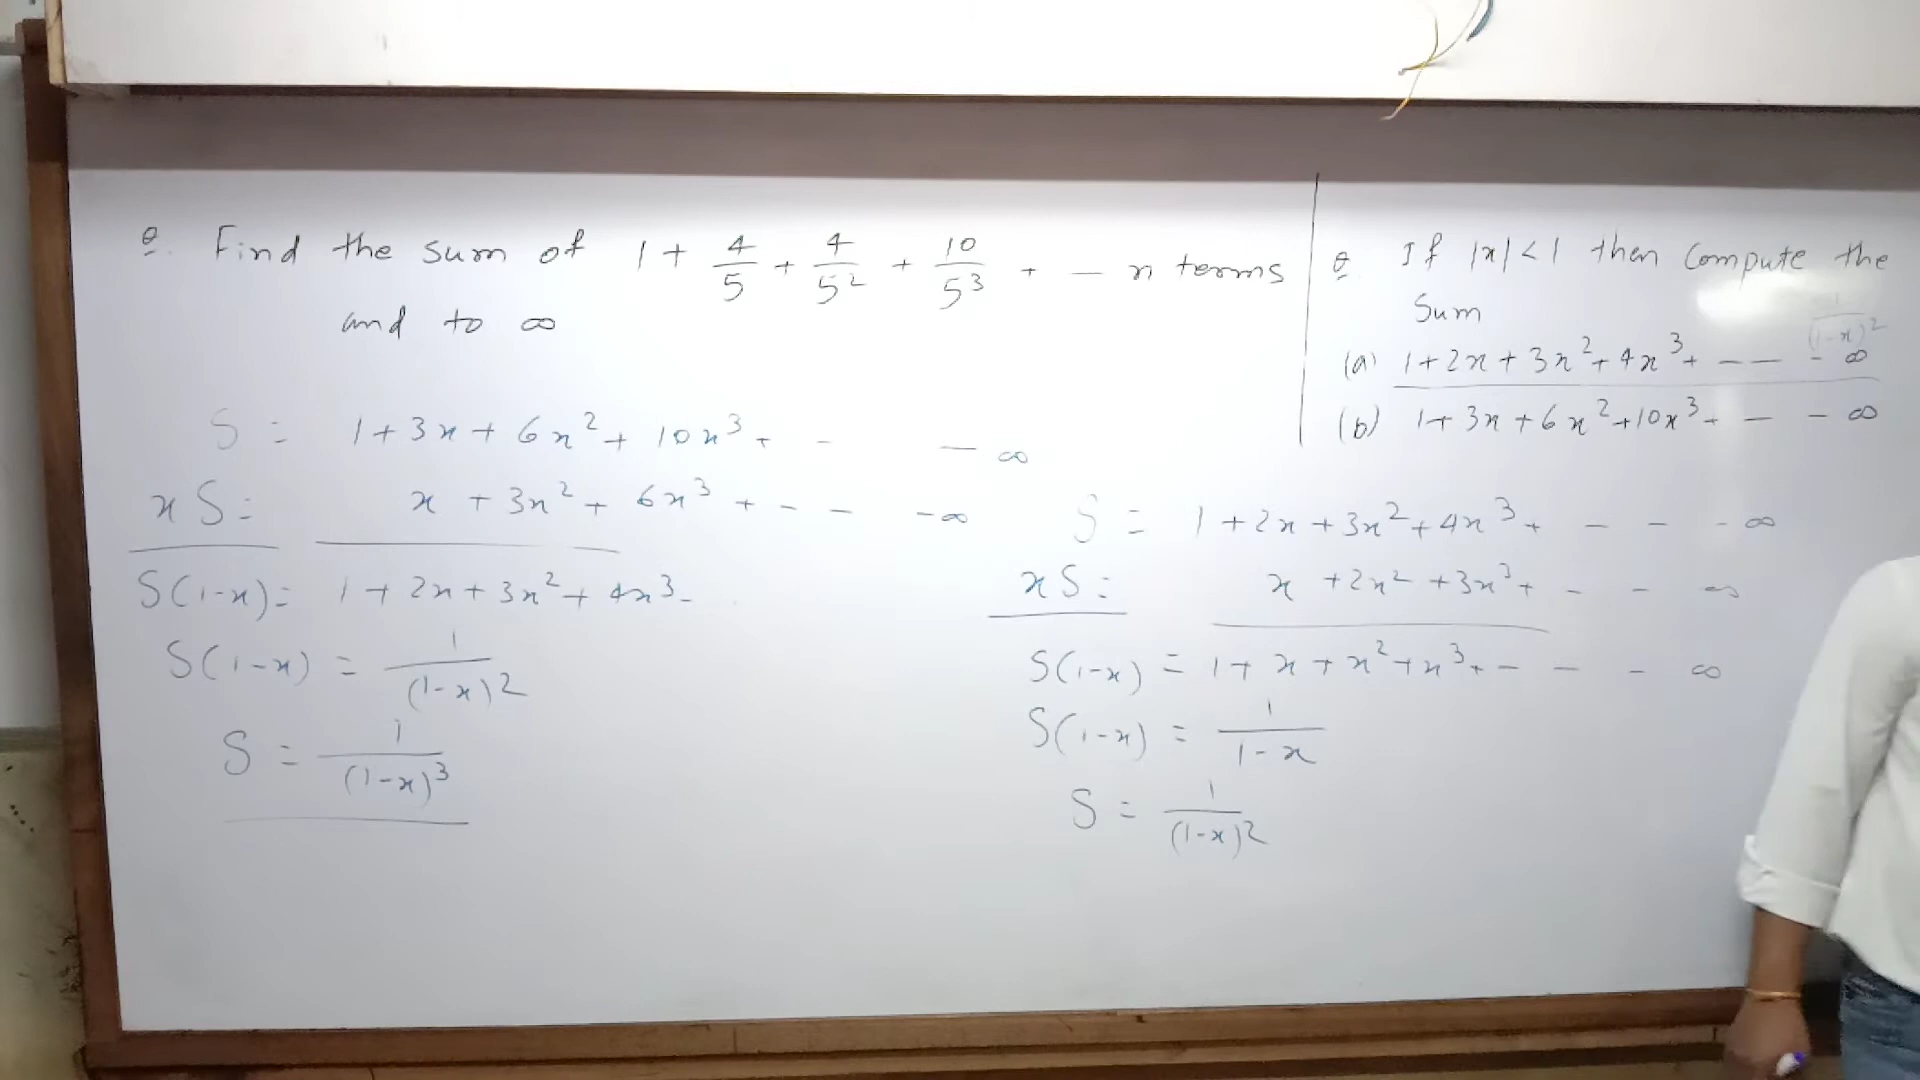 Q. Find the sum of 1 + 4/5 + 4/5² + 10/5³ + - n terms
and to ∞
S = 1 + 3x + 6x² + 10x³ + - - ∞
xS = x + 3x² + 6x³ + - - - ∞
S(1-x) = 1 + 2x + 3x² + 4x³ -
S(1-x) = 1/(1-x)²
S = 1/(1-x)³
Q. If |x| < 1 then compute the
Sum 1/(1-x)²
(a) 1 + 2x + 3x² + 4x³ + - - - ∞
(b) 1 + 3x + 6x² + 10x³ + - - ∞
S = 1 + 2x + 3x² + 4x³ + - - - ∞
xS = x + 2x² + 3x³ + - - ∞
S(1-x) = 1 + x + x² + x³ + - - - ∞
S(1-x) = 1/1-x
S = 1/(1-x)²